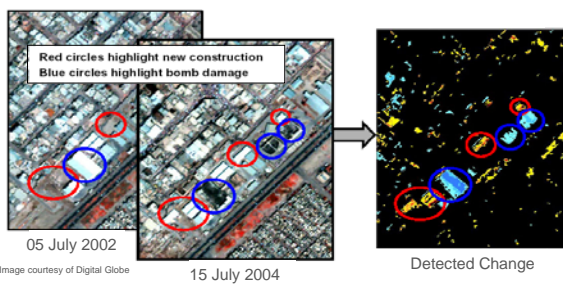 Red circles highlight new construction
Blue circles highlight bomb damage
05 July 2002
Image courtesy of Digital Globe
15 July 2004
Detected Change